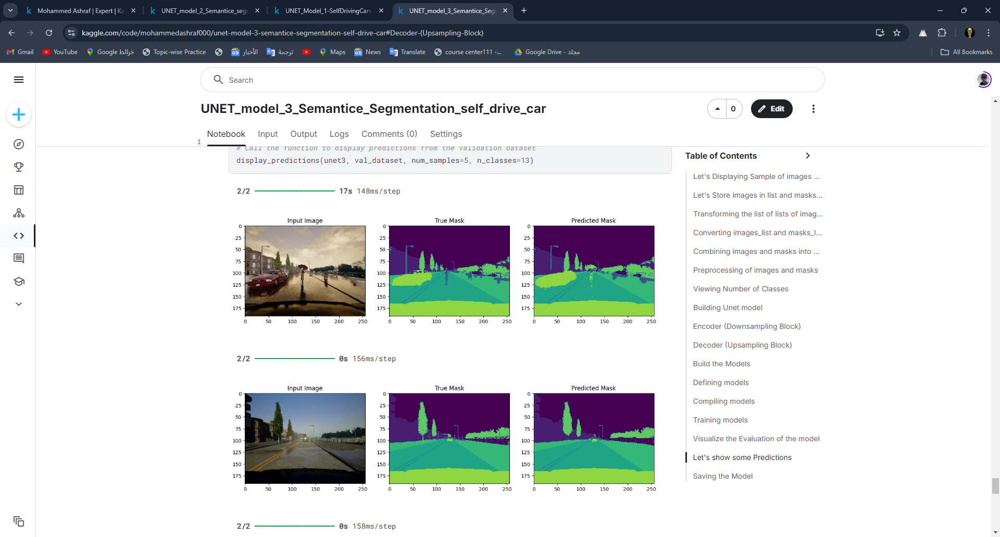 Mohammed Ashraf | Expert | Ka
UNET_model_2_Semantice_segr
UNET_Model_1-SelfDrivingCars
UNET_model_3_Semantice_Seg
kaggle.com/code/mohammedashraf000/unet-model-3-semantice-segmentation-self-drive-car#Decoder-(Upsampling-Block)
Gmail YouTube خرائط Google Topic-wise Practice الأخبار ترجمة Maps News Translate course center111 -... مجلد - Google Drive All Bookmarks
Search
UNET_model_3_Semantice_Segmentation_self_drive_car
0
Edit
Notebook Input Output Logs Comments (0) Settings
# Call the function to display predictions from the validation dataset
display_predictions(unet3, val_dataset, num_samples=5, n_classes=13)
2/2 17s 148ms/step
Input Image True Mask Predicted Mask
0 0 0
25 25 25
50 50 50
75 75 75
100 100 100
125 125 125
150 150 150
175 175 175
0 50 100 150 200 250 0 50 100 150 200 250 0 50 100 150 200 250
2/2 0s 156ms/step
Input Image True Mask Predicted Mask
0 0 0
25 25 25
50 50 50
75 75 75
100 100 100
125 125 125
150 150 150
175 175 175
0 50 100 150 200 250 0 50 100 150 200 250 0 50 100 150 200 250
2/2 0s 158ms/step
Table of Contents
Let's Displaying Sample of images ...
Let's Store images in list and masks...
Transforming the list of lists of imag...
Converting images_list and masks_l...
Combining images and masks into ...
Preprocessing of images and masks
Viewing Number of Classes
Building Unet model
Encoder (Downsampling Block)
Decoder (Upsampling Block)
Build the Models
Defining models
Compiling models
Training models
Visualize the Evaluation of the model
Let's show some Predictions
Saving the Model